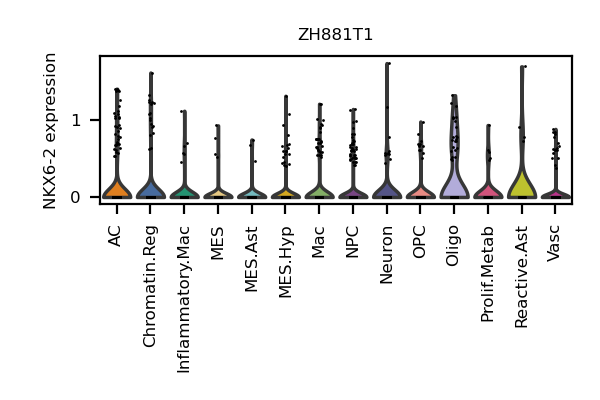 ZH881T1
NKX6-2 expression
1
0
AC
Chromatin.Reg
Inflammatory.Mac
MES
MES.Ast
MES.Hyp
Mac
NPC
Neuron
OPC
Oligo
Prolif.Metab
Reactive.Ast
Vasc